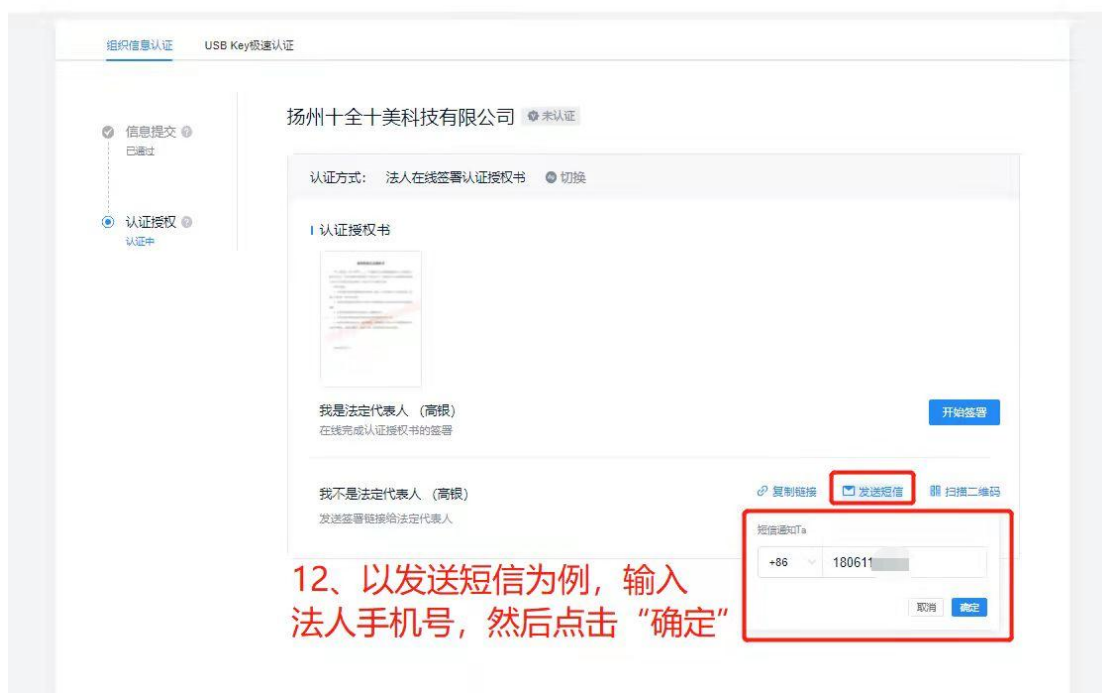 组织信息认证 USB Key极速认证
扬州十全十美科技有限公司 未认证
信息提交
已通过
认证方式： 法人在线签署认证授权书 切换
认证授权
认证中
认证授权书
我是法定代表人 （高银）
在线完成认证授权书的签署
开始签署
我不是法定代表人 （高银）
发送签署链接给法定代表人
复制链接 发送短信 扫描二维码
短信通知Ta
+86 180611
取消 确定
12、以发送短信为例，输入
法人手机号，然后点击“确定”